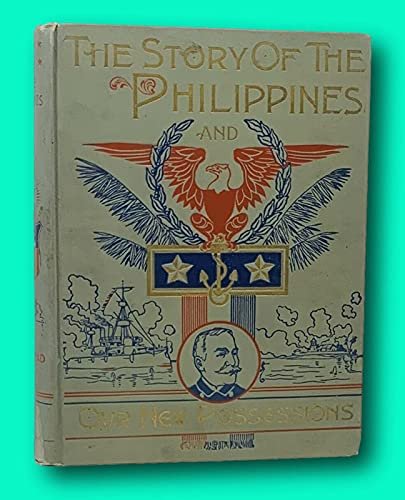 THE STORY OF THE
PHILIPPINES
AND
OUR NEW POSSESSIONS